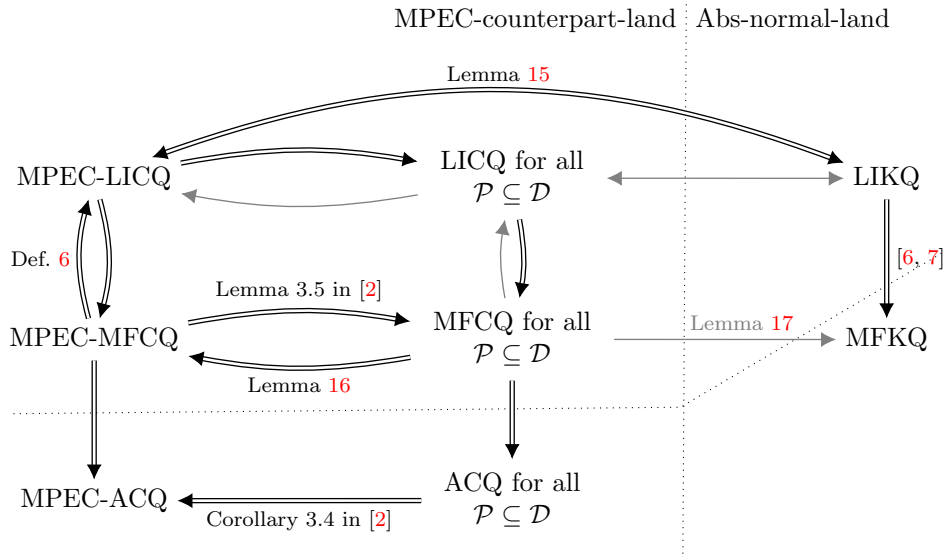 MPEC-counterpart-land Abs-normal-land
Lemma 15
MPEC-LICQ
LICQ for all
𝒫 ⊆ 𝒟
LIKQ
Def. 6
Lemma 3.5 in [2]
[6, 7]
MPEC-MFCQ
MFCQ for all
𝒫 ⊆ 𝒟
Lemma 17
MFKQ
Lemma 16
MPEC-ACQ
ACQ for all
𝒫 ⊆ 𝒟
Corollary 3.4 in [2]